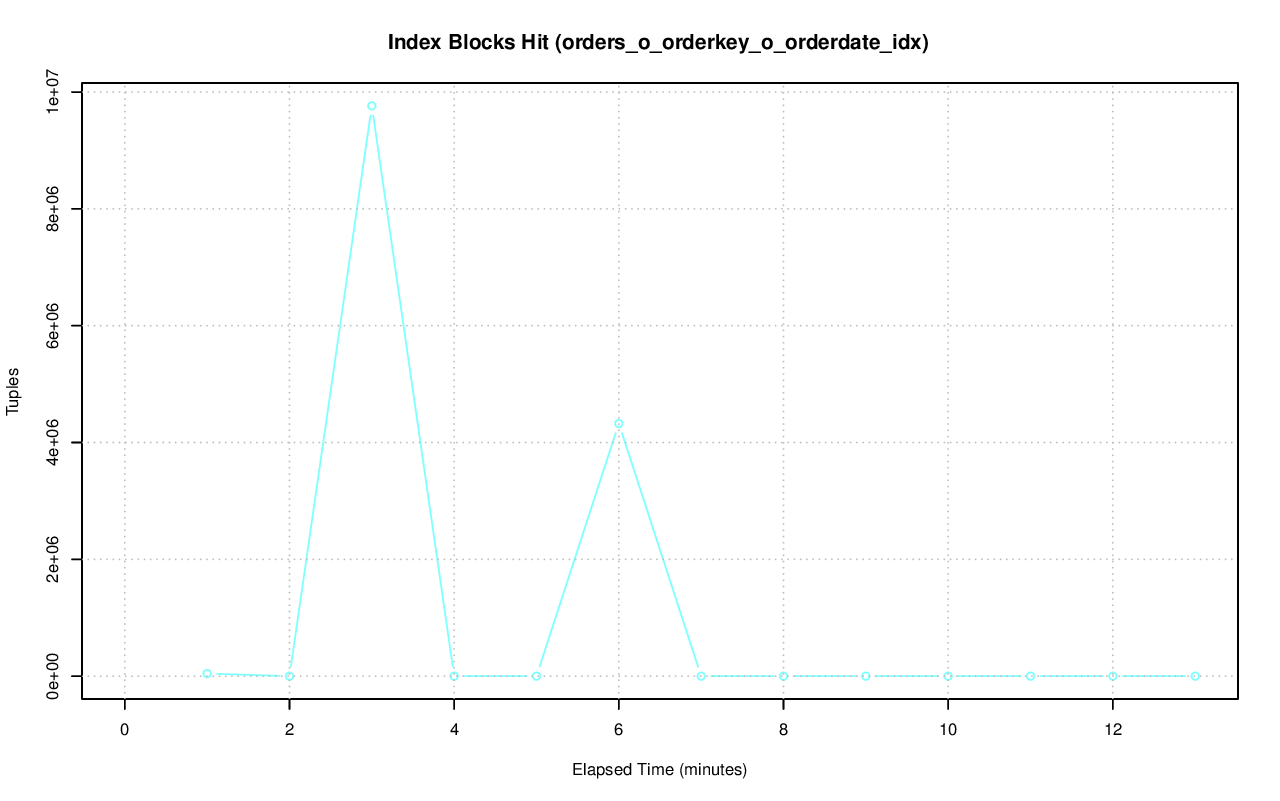 Index Blocks Hit (orders_o_orderkey_o_orderdate_idx)
1e+07
8e+06
6e+06
4e+06
2e+06
0e+00
Tuples
0 2 4 6 8 10 12
Elapsed Time (minutes)